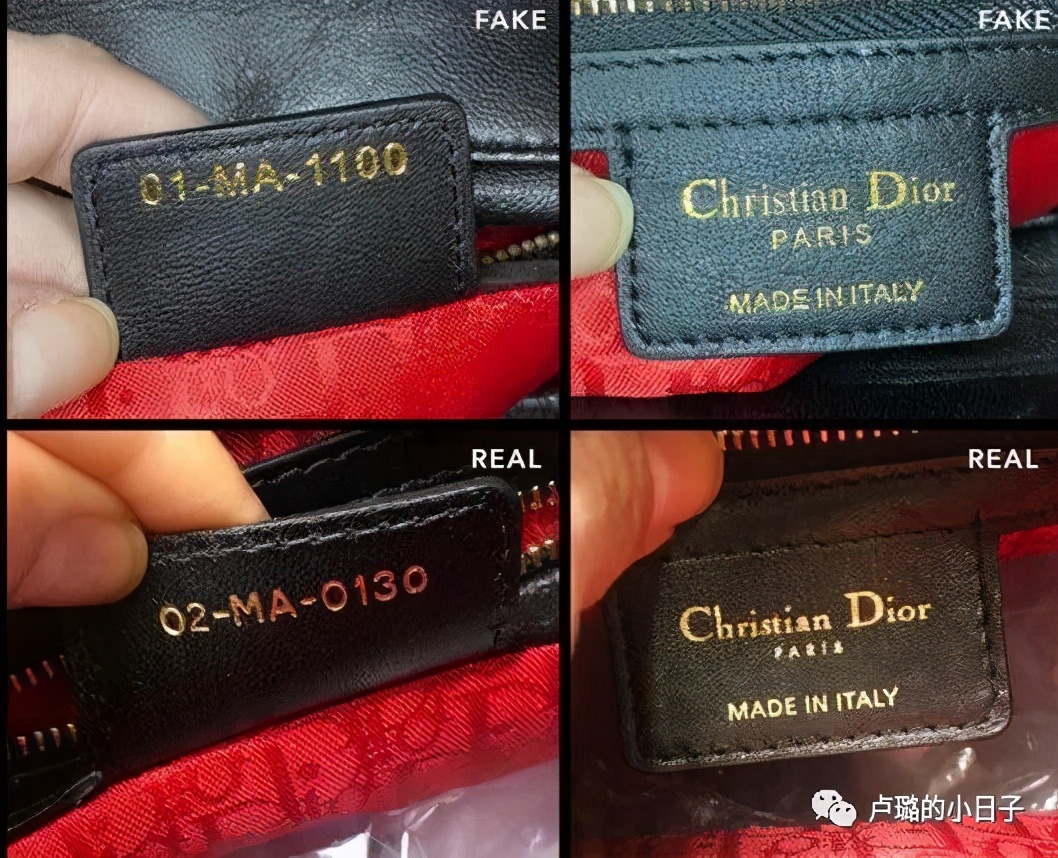 FAKE
01-MA-1100
FAKE
Christian Dior
PARIS
MADE IN ITALY
REAL
02-MA-0130
REAL
Christian Dior
PARIS
MADE IN ITALY
卢璐的小日子